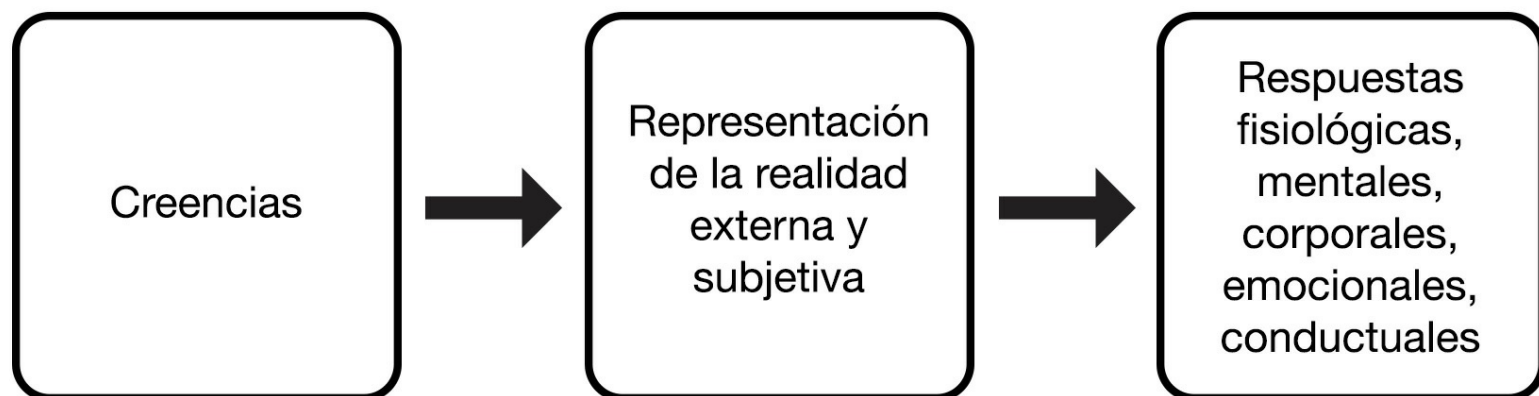 Creencias
Representación
de la realidad
externa y
subjetiva
Respuestas
fisiológicas,
mentales,
corporales,
emocionales,
conductuales